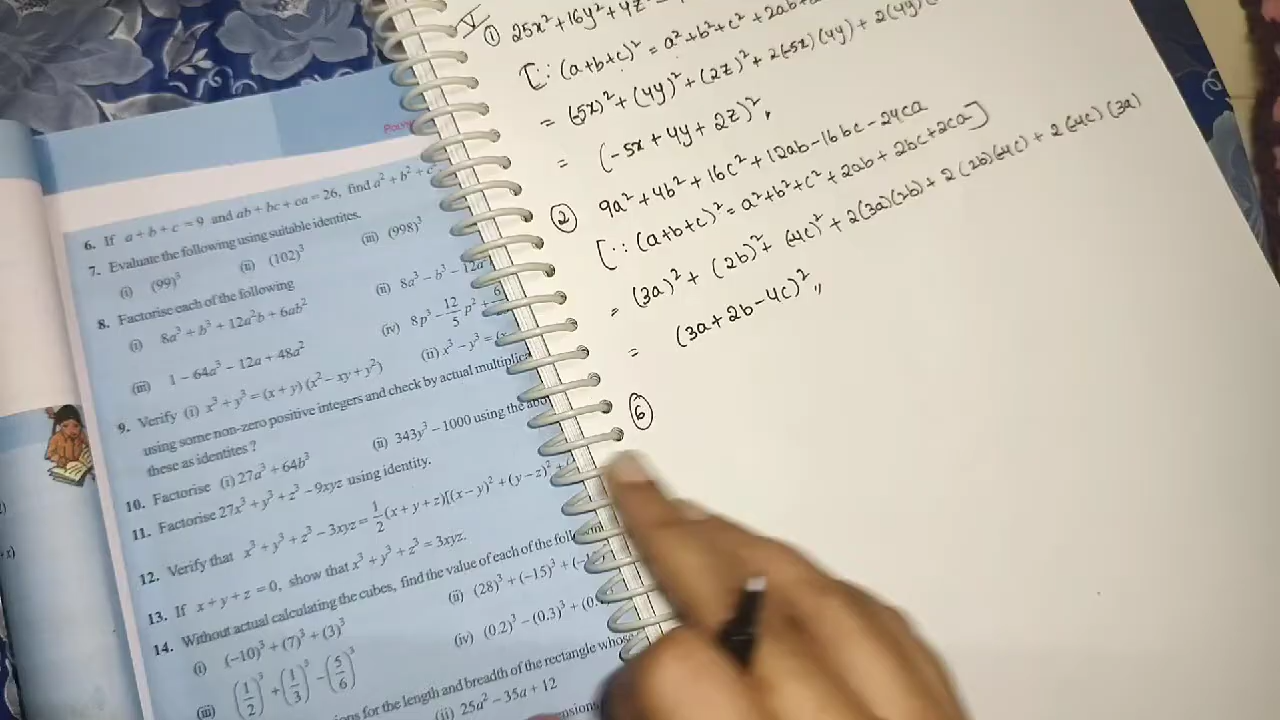 6. If a + b + c = 9 and ab + bc + ca = 26, find a² + b² + c²
7. Evaluate the following using suitable identites.
(i) (99)³ (ii) (102)³ (iii) (998)³
8. Factorise each of the following
(i) 8a³ + b³ + 12a²b + 6ab² (ii) 8a³ − b³ − 12a
(iii) 1 − 64a³ − 12a + 48a² (iv) 8p³ − 12/5 p² + 6
9. Verify (i) x³ + y³ = (x + y) (x² − xy + y²) (ii) x³ − y³ = (x
using some non-zero positive integers and check by actual
these as identites ?
10. Factorise (i) 27a³ + 64b³ (ii) 343y³ − 1000 using the
11. Factorise 27x³ + y³ + z³ − 9xyz using identity.
12. Verify that x³ + y³ + z³ − 3xyz = 1/2 (x + y + z)[(x − y)² + (y − z)² +
13. If x + y + z = 0, show that x³ + y³ + z³ = 3xyz.
14. Without actual calculating the cubes, find the value of each of the
(i) (−10)³ + (7)³ + (3)³ (ii) (28)³ + (−15)³ + (−
(iii) (1/2)³ + (1/3)³ − (5/6)³ (iv) (0.2)³ − (0.3)³ + (0.
for the length and breadth of the rectangle whose
(ii) 25a² − 35a + 12
V ① 25x² + 16y² + 4z²
[∵ (a+b+c)² = a²+b²+c² + 2ab+
= (-5x)² + (4y)² + (2z)² + 2(-5x)(4y) + 2(4y)
= (-5x + 4y + 2z)²,,
② 9a² + 4b² + 16c² + 12ab - 16bc - 24ca
[∵ (a+b+c)² = a²+b²+c² + 2ab + 2bc + 2ca]
= (3a)² + (2b)² + (-4c)² + 2(3a)(2b) + 2(2b)(-4c) + 2(-4c)(3a)
= (3a + 2b - 4c)²,,
⑥